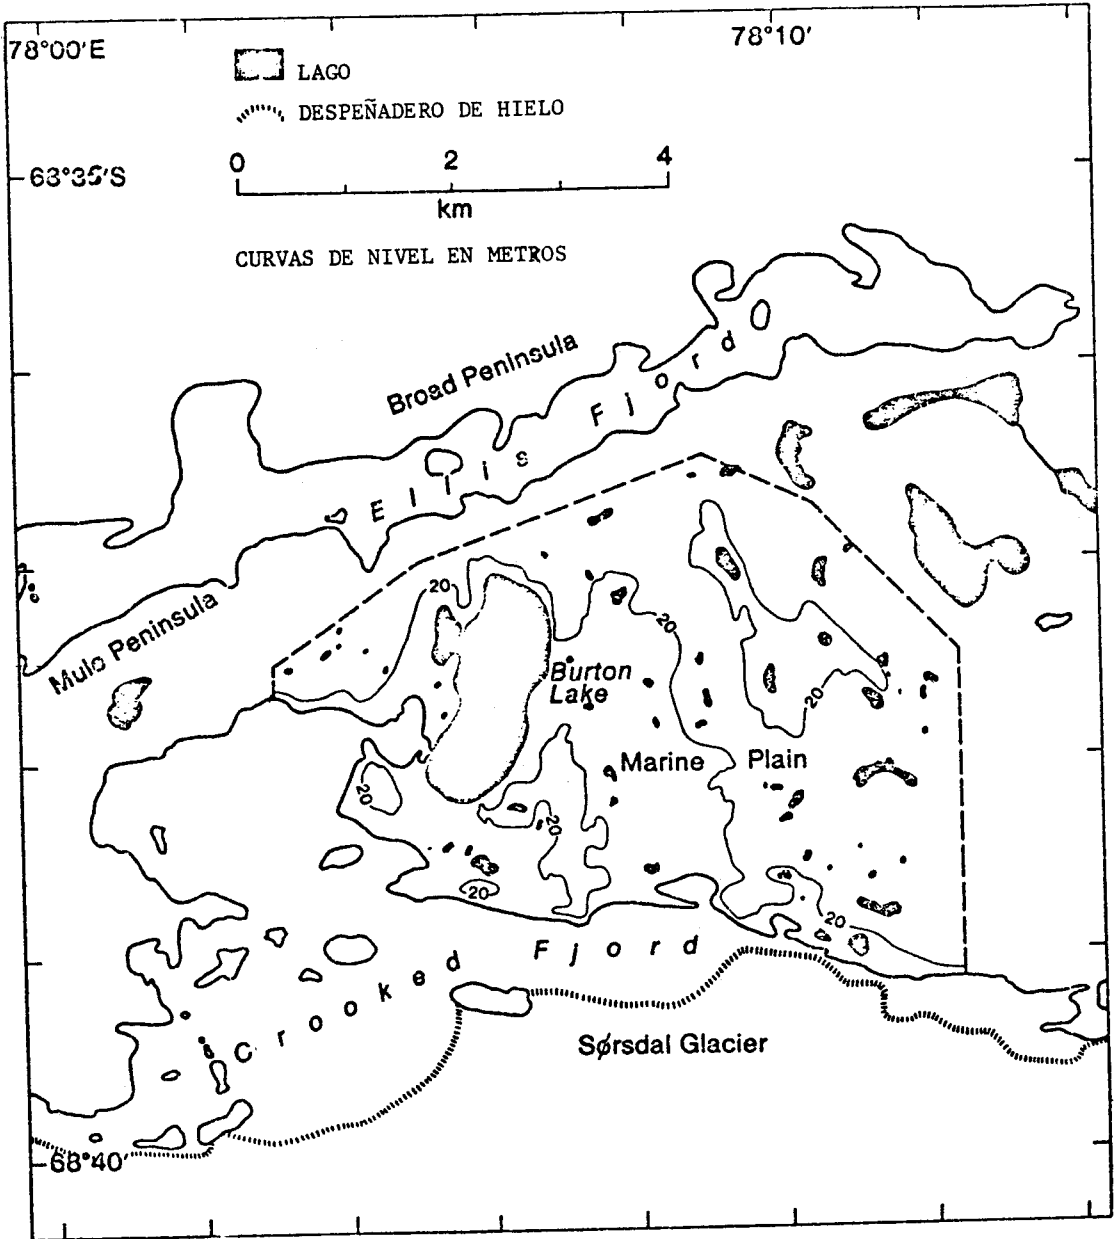 78°00'E
78°10'
LAGO
DESPEÑADERO DE HIELO
0 2 4
km
68°35'S
CURVAS DE NIVEL EN METROS
Broad Peninsula
Ellis Fjord
Mulo Peninsula
20
20
Burton
Lake
20
Marine Plain
20
20
20
20
Crooked Fjord
Sørsdal Glacier
68°40'